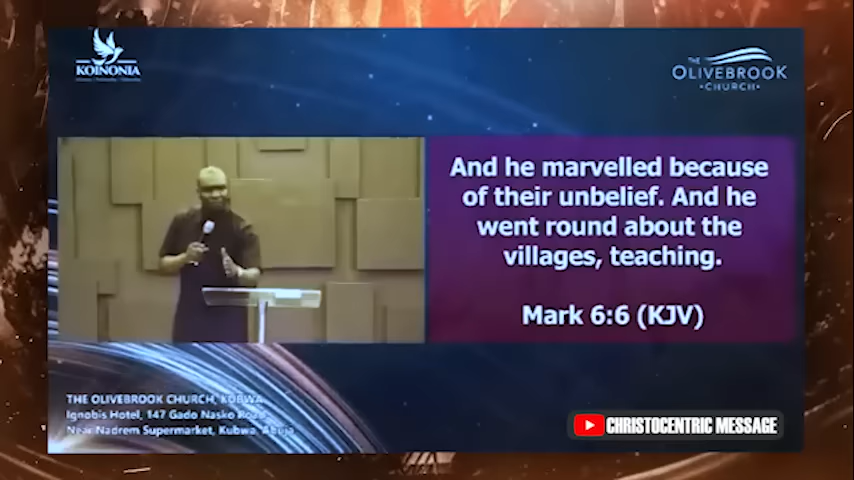 KOINONIA
THE
OLIVEBROOK
•CHURCH•
And he marvelled because
of their unbelief. And he
went round about the
villages, teaching.
Mark 6:6 (KJV)
THE OLIVEBROOK CHURCH, KUBWA
Ignobis Hotel, 147 Gado Nasko Road,
Near Nadrem Supermarket, Kubwa, Abuja
CHRISTOCENTRIC MESSAGE